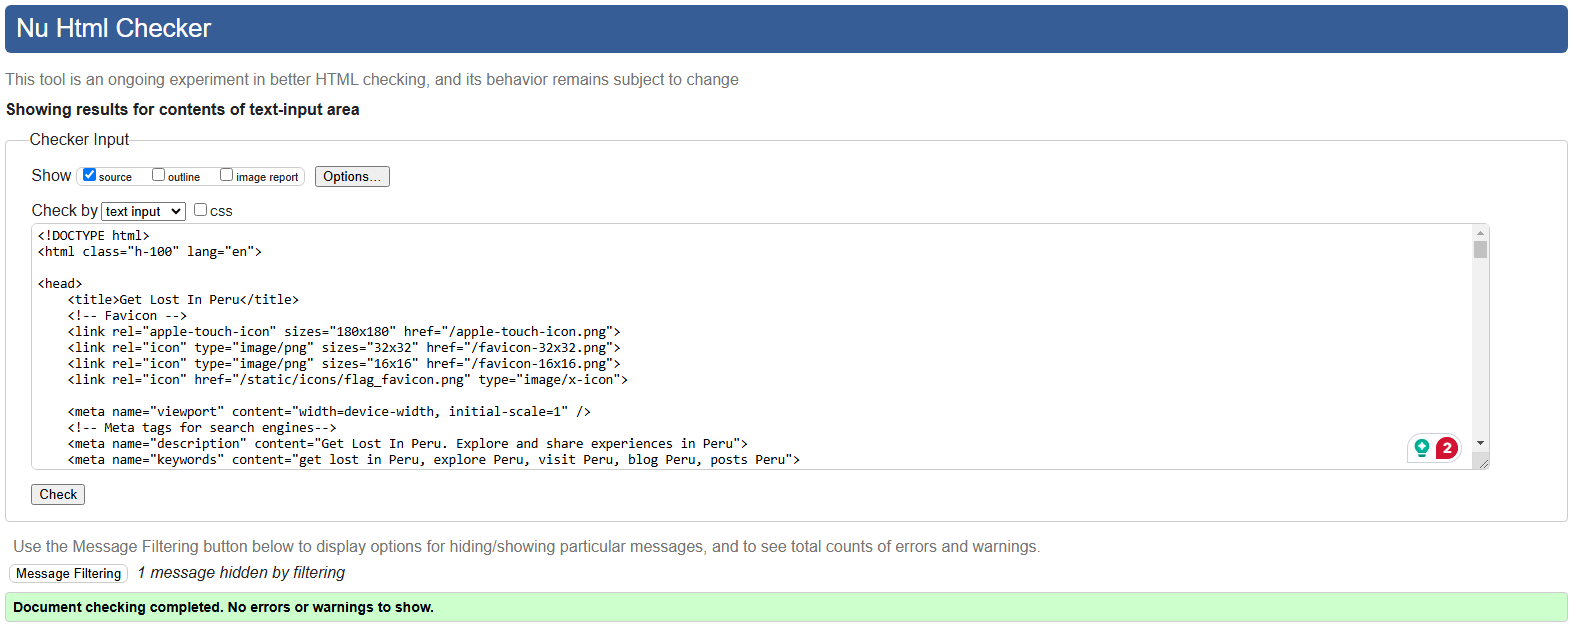 Nu Html Checker
This tool is an ongoing experiment in better HTML checking, and its behavior remains subject to change
Showing results for contents of text-input area
Checker Input
Show source outline image report Options...
Check by text input css
<!DOCTYPE html>
<html class="h-100" lang="en">
<head>
<title>Get Lost In Peru</title>
<!-- Favicon -->
<link rel="apple-touch-icon" sizes="180x180" href="/apple-touch-icon.png">
<link rel="icon" type="image/png" sizes="32x32" href="/favicon-32x32.png">
<link rel="icon" type="image/png" sizes="16x16" href="/favicon-16x16.png">
<link rel="icon" href="/static/icons/flag_favicon.png" type="image/x-icon">
<meta name="viewport" content="width=device-width, initial-scale=1" />
<!-- Meta tags for search engines-->
<meta name="description" content="Get Lost In Peru. Explore and share experiences in Peru">
<meta name="keywords" content="get lost in Peru, explore Peru, visit Peru, blog Peru, posts Peru">
2
Check
Use the Message Filtering button below to display options for hiding/showing particular messages, and to see total counts of errors and warnings.
Message Filtering 1 message hidden by filtering
Document checking completed. No errors or warnings to show.